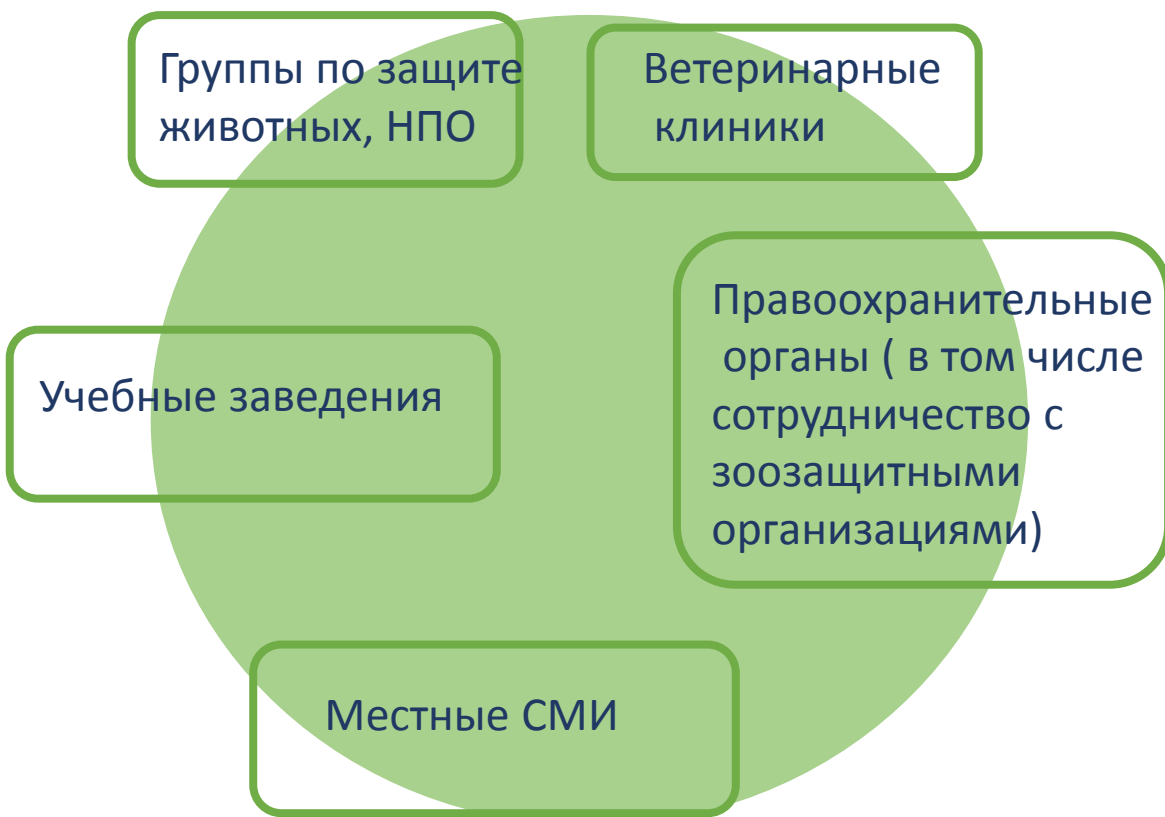 Группы по защите
животных, НПО
Ветеринарные
клиники
Правоохранительные
органы ( в том числе
сотрудничество с
зоозащитными
организациями)
Учебные заведения
Местные СМИ